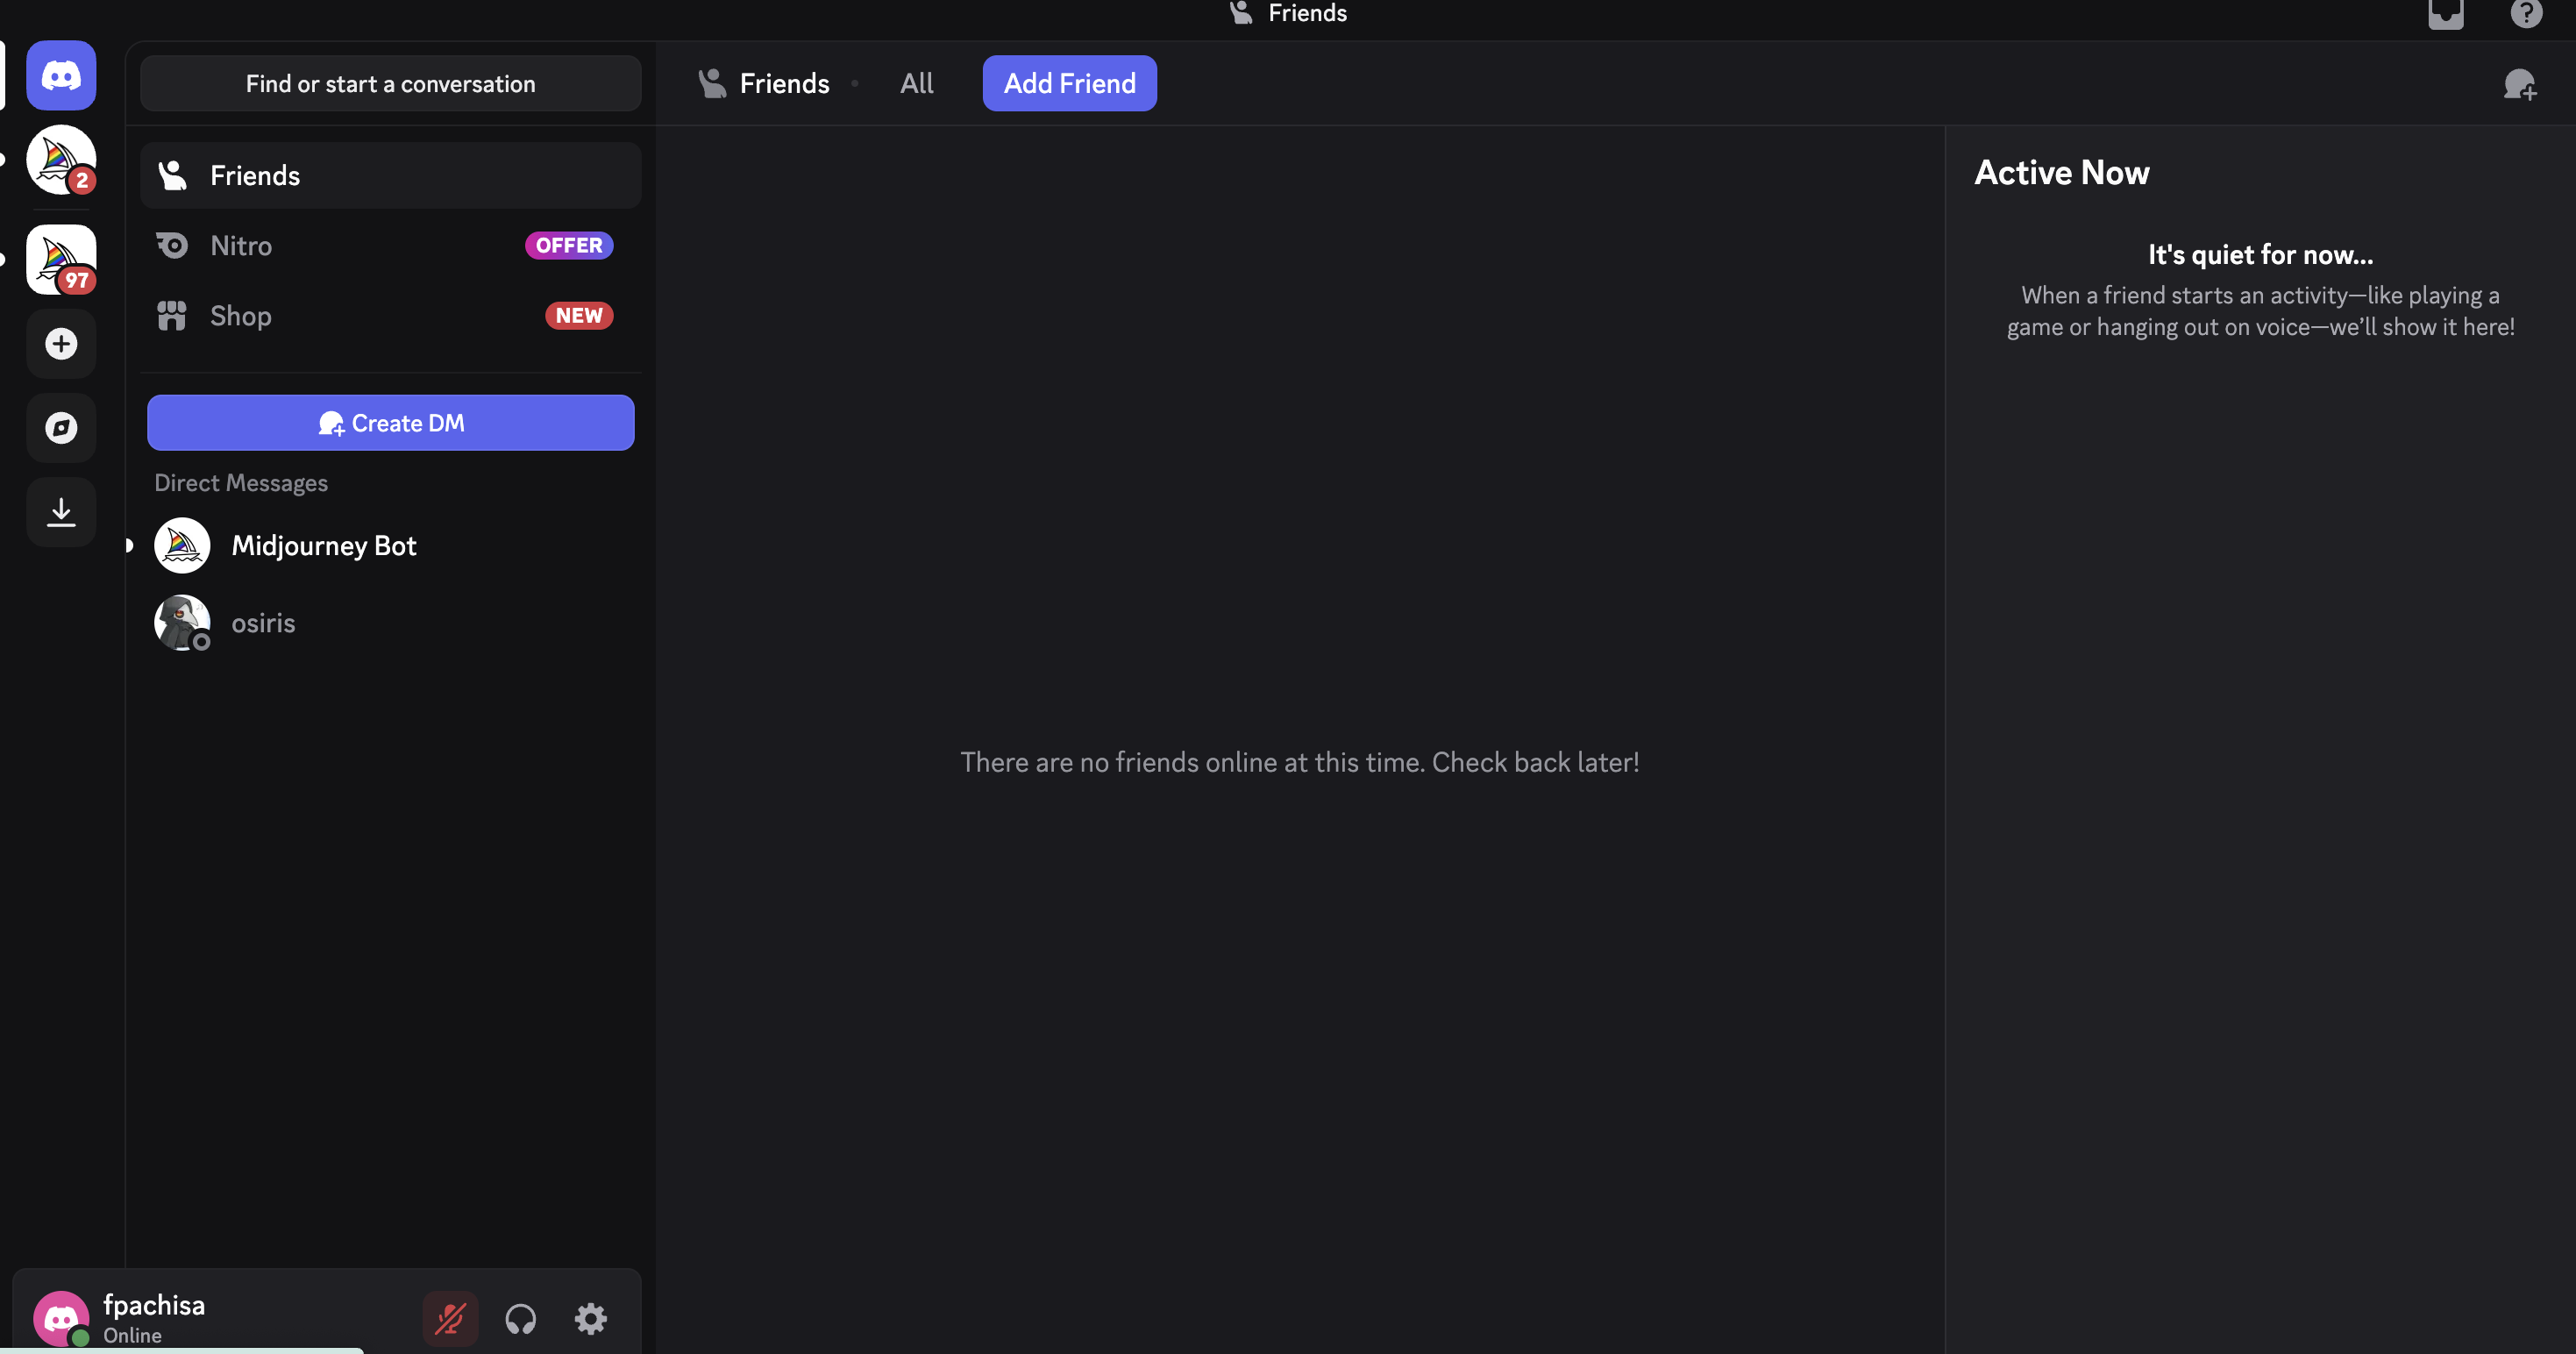 Friends
?
2
97
Find or start a conversation
Friends
Nitro OFFER
Shop NEW
Create DM
Direct Messages
Midjourney Bot
osiris
fpachisa
Online
Friends All Add Friend
There are no friends online at this time. Check back later!
Active Now
It's quiet for now...
When a friend starts an activity—like playing a
game or hanging out on voice—we’ll show it here!